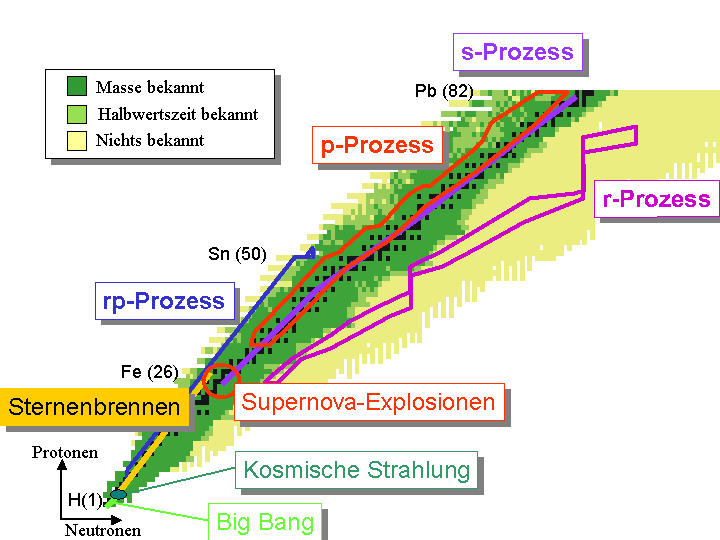 s-Prozess
Masse bekannt
Halbwertszeit bekannt
Nichts bekannt
Pb (82)
p-Prozess
r-Prozess
Sn (50)
rp-Prozess
Fe (26)
Sternenbrennen
Supernova-Explosionen
Protonen
Kosmische Strahlung
H(1)
Neutronen
Big Bang